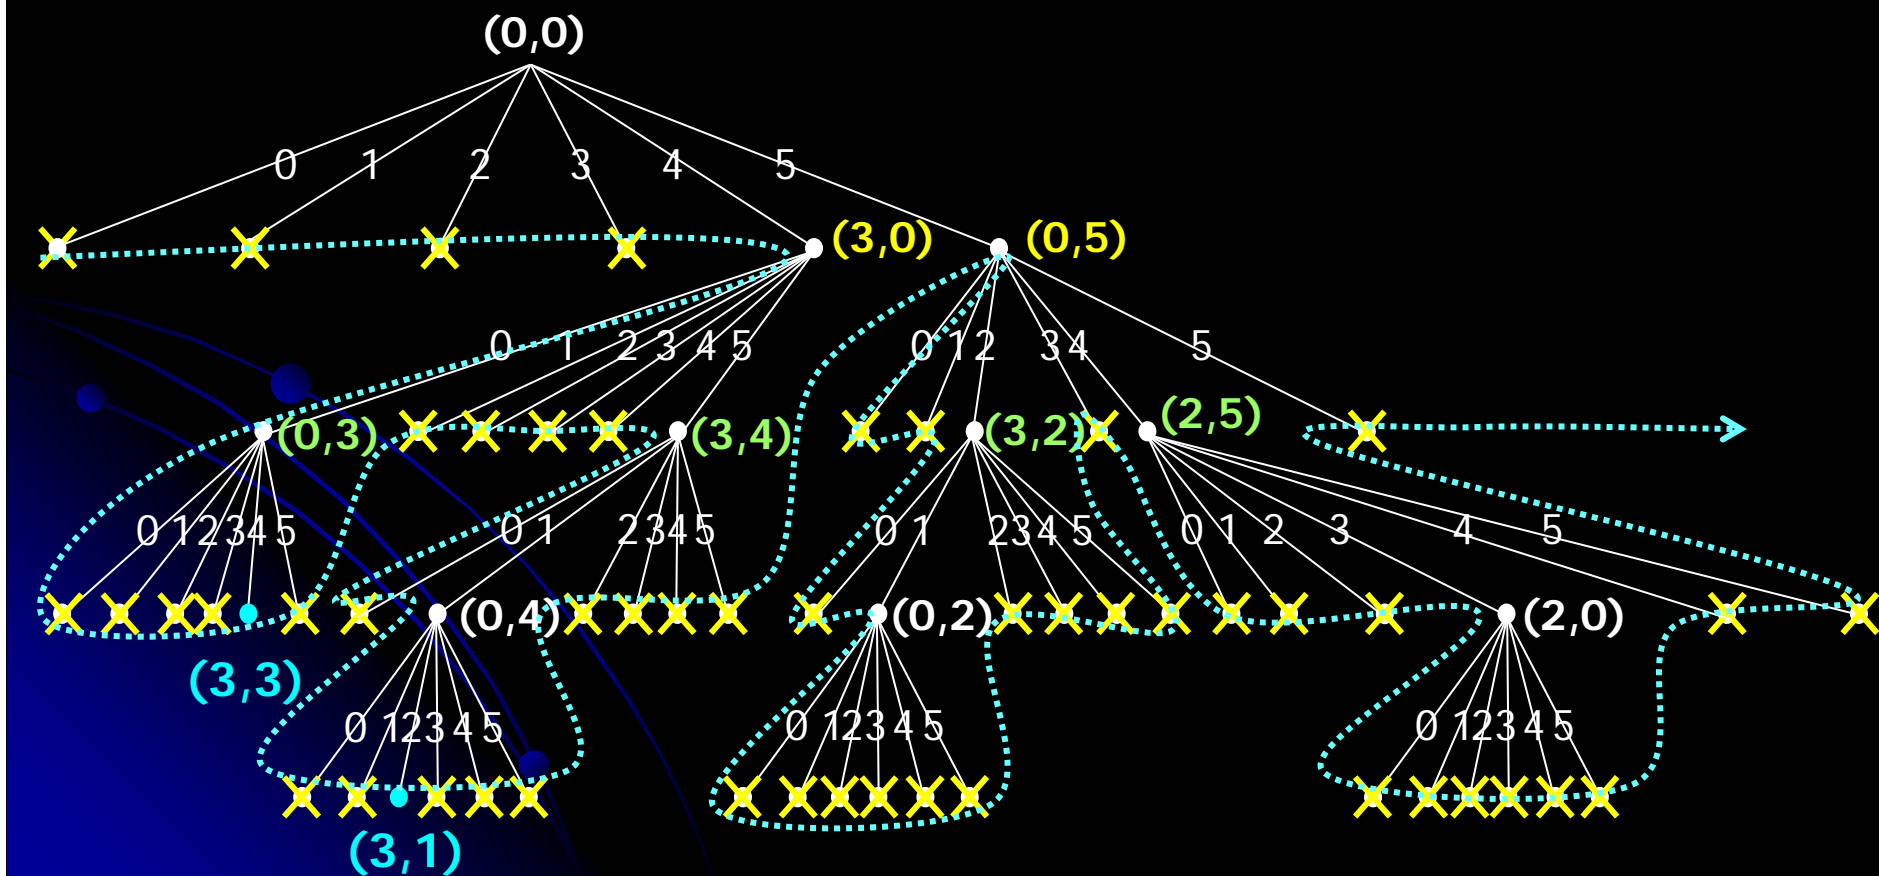 (0,0)
0 1 2 3 4 5
(3,0) (0,5)
0 1 2 3 4 5 0 1 2 3 4 5
(0,3) (3,4) (3,2) (2,5)
0 1 2 3 4 5 0 1 2 3 4 5 0 1 2 3 4 5 0 1 2 3 4 5
(0,4) (0,2) (2,0)
(3,3)
0 1 2 3 4 5 0 1 2 3 4 5 0 1 2 3 4 5
(3,1)